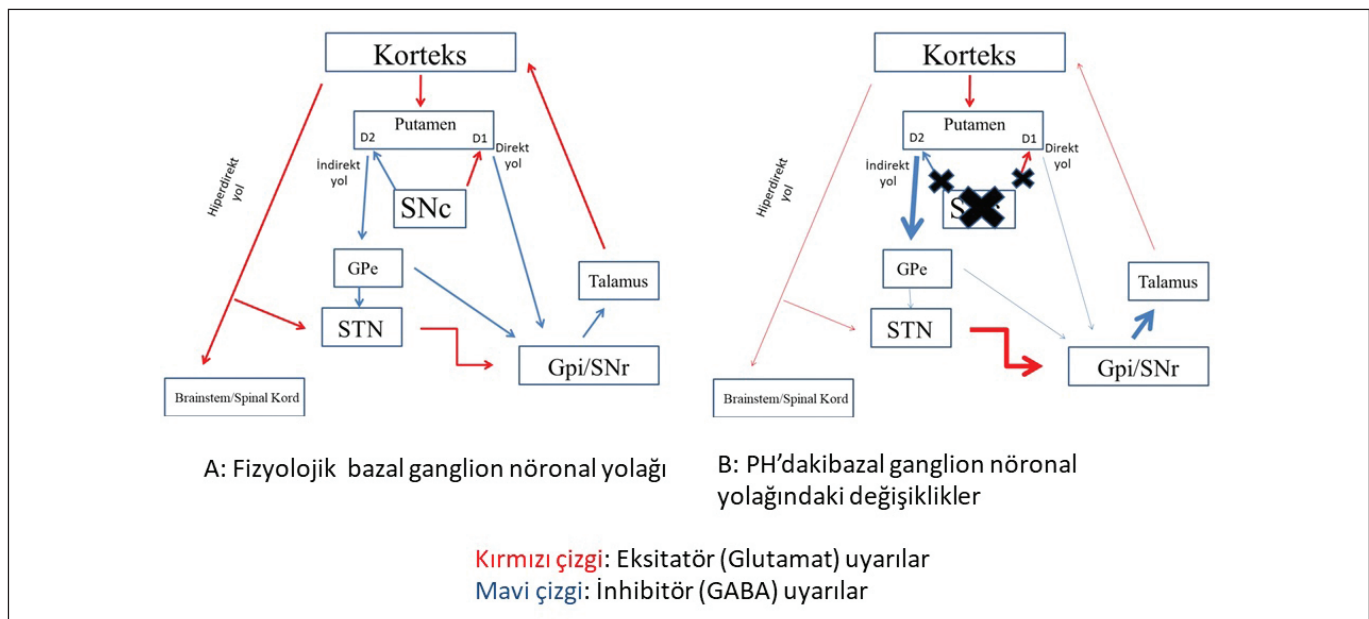 Korteks
Putamen
D2
D1
İndirekt
yol
Direkt
yol
Hiperdirekt
yol
SNc
GPe
STN
Talamus
Gpi/SNr
Brainstem/Spinal Kord
A: Fizyolojik bazal ganglion nöronal yolağı
Korteks
Putamen
D2
D1
İndirekt
yol
Direkt
yol
Hiperdirekt
yol
GPe
STN
Talamus
Gpi/SNr
Brainstem/Spinal Kord
B: PH'dakibazal ganglion nöronal
yolağındaki değişiklikler
Kırmızı çizgi: Eksitatör (Glutamat) uyarılar
Mavi çizgi: İnhibitör (GABA) uyarılar